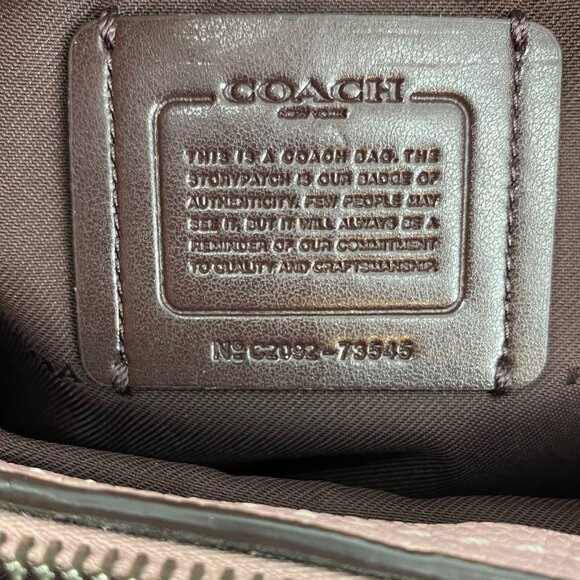 COACH
NEW YORK
THIS IS A COACH BAG. THE
STORYPATCH IS OUR BADGE OF
AUTHENTICITY. FEW PEOPLE MAY
SEE IT, BUT IT WILL ALWAYS BE A
REMINDER OF OUR COMMITMENT
TO QUALITY AND CRAFTSMANSHIP.
Nº C2092-73545